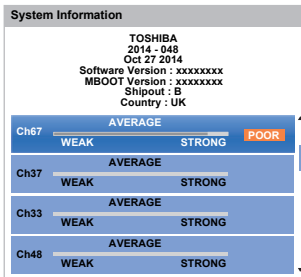 System Information
TOSHIBA
2014 - 048
Oct 27 2014
Software Version : xxxxxxxx
MBOOT Version : xxxxxxxx
Shipout : B
Country : UK
AVERAGE
Ch67 POOR
WEAK STRONG
AVERAGE
Ch37
WEAK STRONG
AVERAGE
Ch33
WEAK STRONG
AVERAGE
Ch48
WEAK STRONG